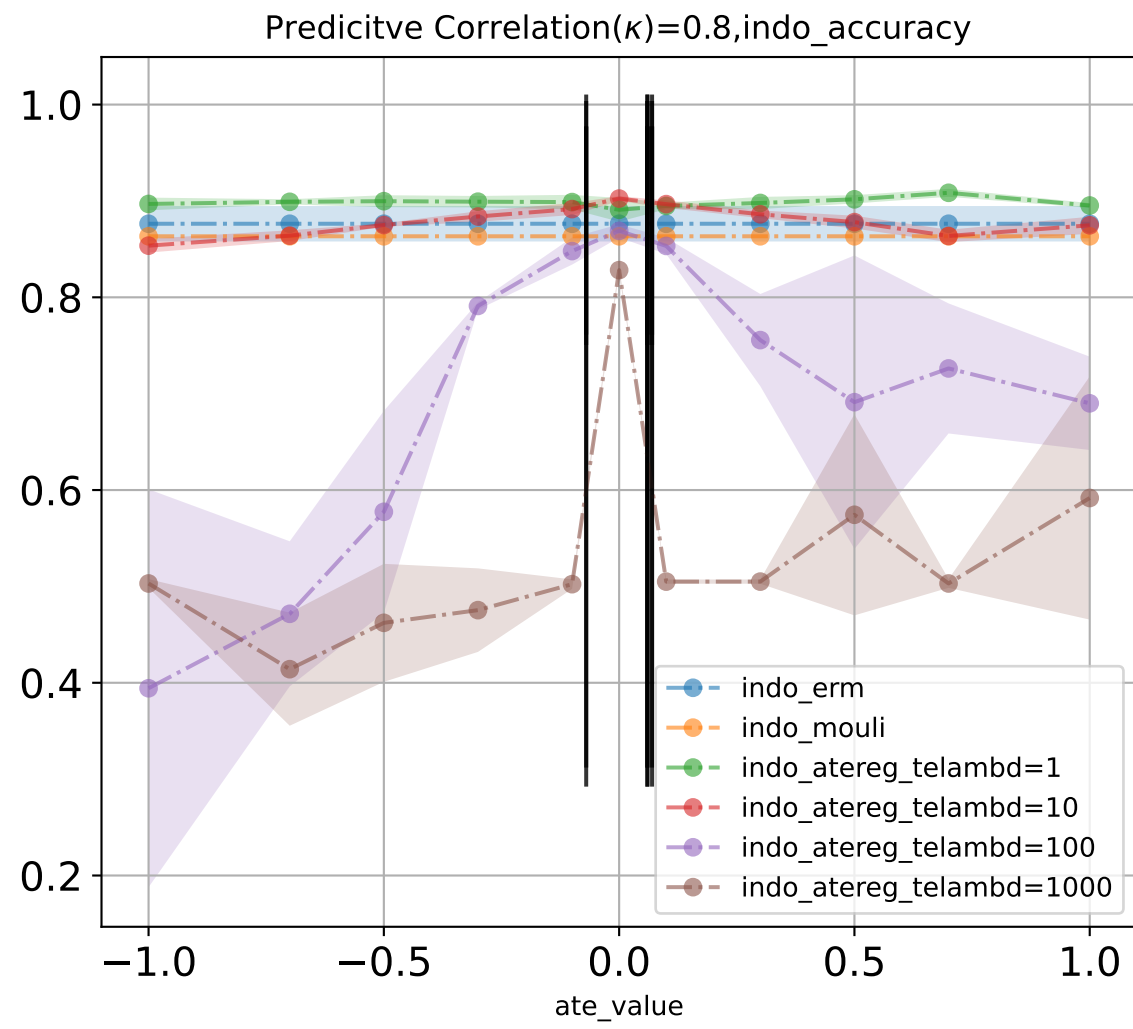 Predicitve Correlation(κ)=0.8,indo_accuracy
1.0
0.8
0.6
0.4
0.2
indo_erm
indo_mouli
indo_atereg_telambd=1
indo_atereg_telambd=10
indo_atereg_telambd=100
indo_atereg_telambd=1000
−1.0 −0.5 0.0 0.5 1.0
ate_value